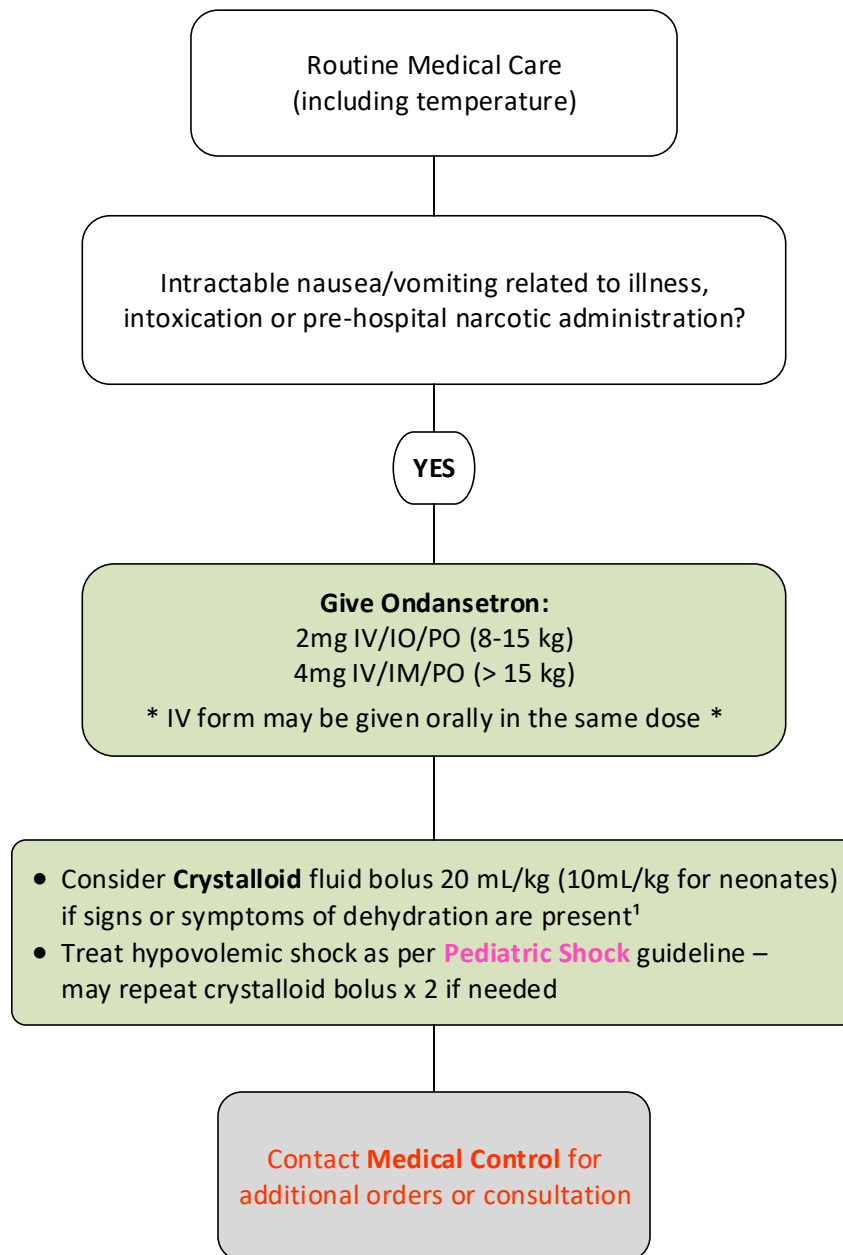 Routine Medical Care
(including temperature)
Intractable nausea/vomiting related to illness,
intoxication or pre-hospital narcotic administration?
YES
Give Ondansetron:
2mg IV/IO/PO (8-15 kg)
4mg IV/IM/PO (> 15 kg)
* IV form may be given orally in the same dose *
• Consider Crystalloid fluid bolus 20 mL/kg (10mL/kg for neonates)
if signs or symptoms of dehydration are present¹
• Treat hypovolemic shock as per Pediatric Shock guideline –
may repeat crystalloid bolus x 2 if needed
Contact Medical Control for
additional orders or consultation